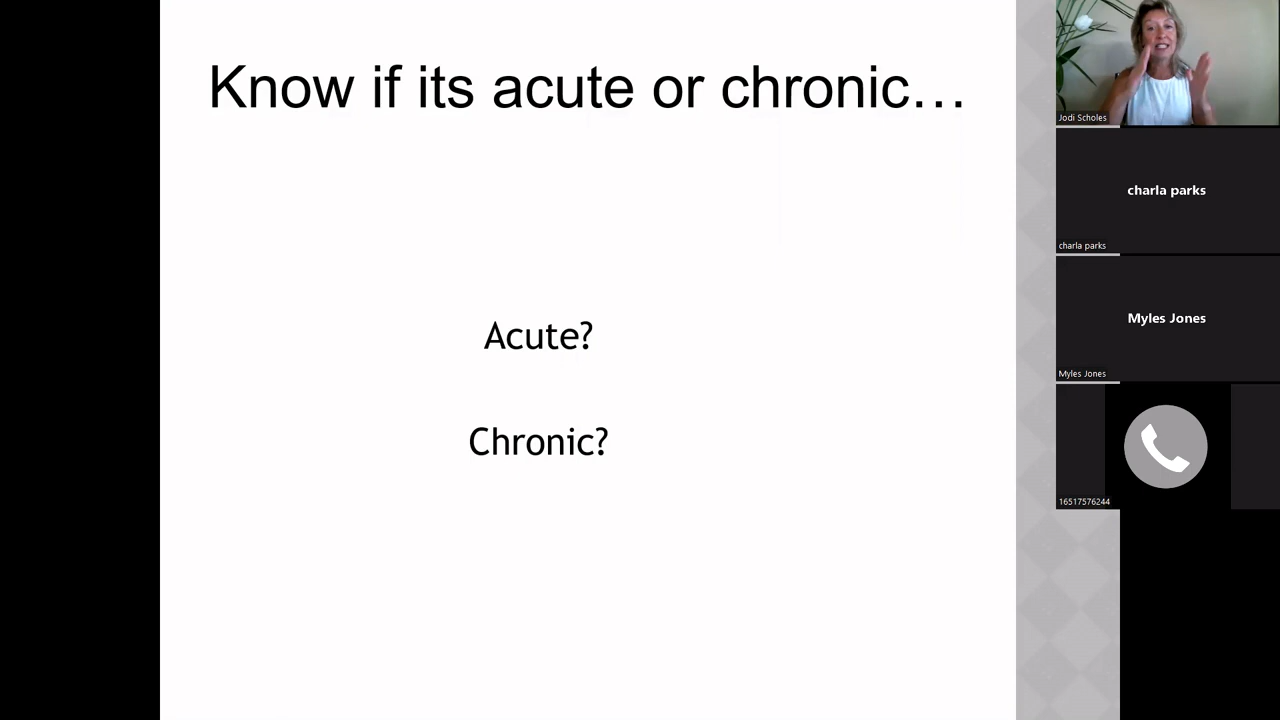 Know if its acute or chronic…
Acute?
Chronic?
Jodi Scholes
charla parks
charla parks
Myles Jones
Myles Jones
16517576244